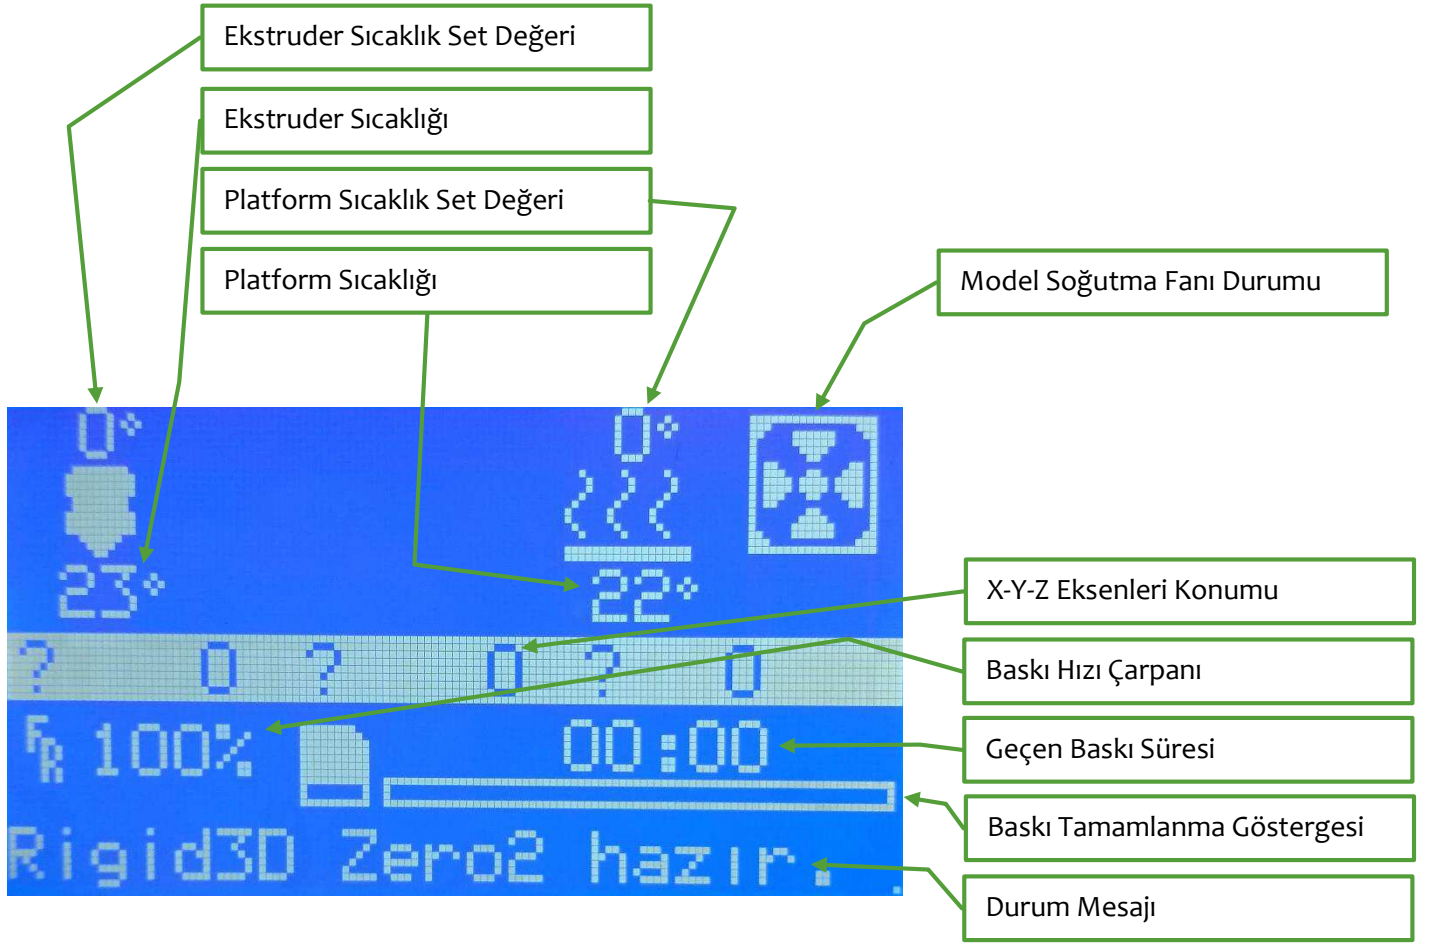 Ekstruder Sıcaklık Set Değeri
Ekstruder Sıcaklığı
Platform Sıcaklık Set Değeri
Platform Sıcaklığı
Model Soğutma Fanı Durumu
0° 0°
23° 22°
X-Y-Z Eksenleri Konumu
? 0 ? 0 ? 0
Baskı Hızı Çarpanı
FR 100% 00:00
Geçen Baskı Süresi
Baskı Tamamlanma Göstergesi
Rigid3D Zero2 hazır.
Durum Mesajı